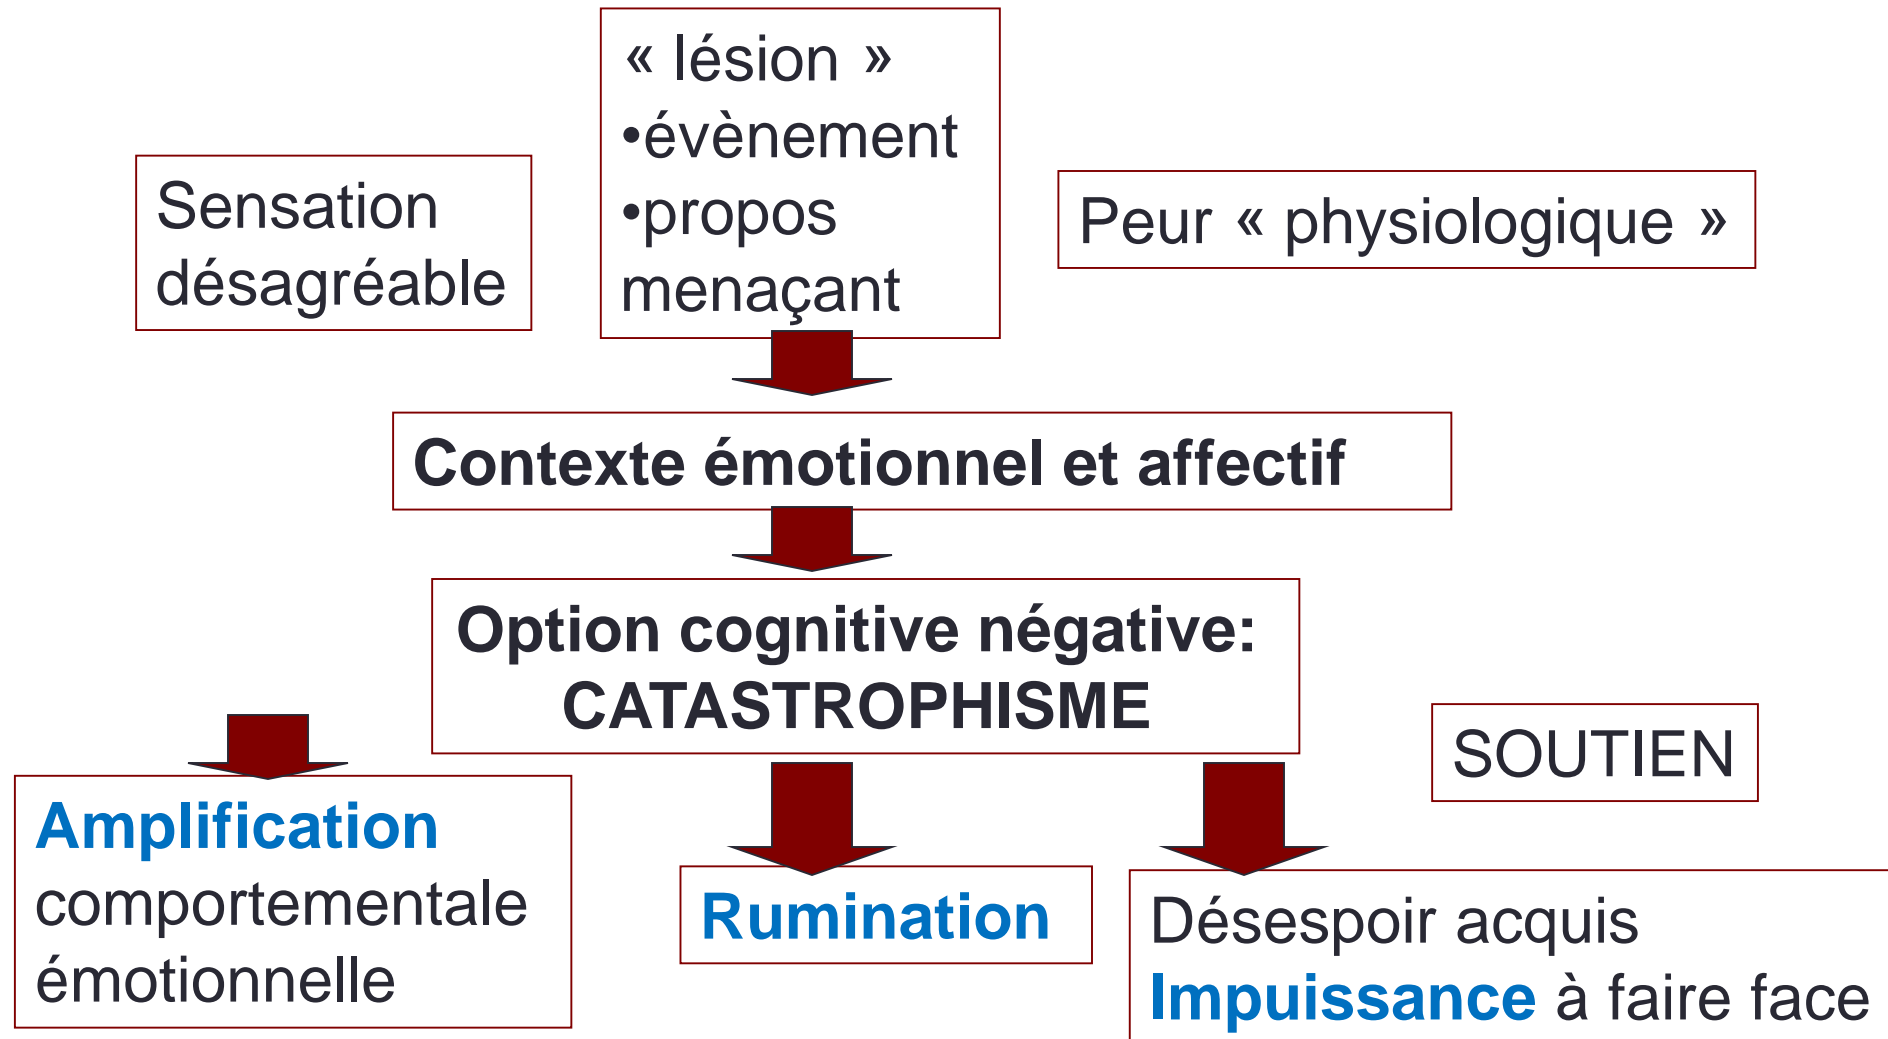 « lésion »
•évènement
•propos
menaçant
Sensation
désagréable
Peur « physiologique »
Contexte émotionnel et affectif
Option cognitive négative:
CATASTROPHISME
SOUTIEN
Amplification
comportementale
émotionnelle
Rumination
Désespoir acquis
Impuissance à faire face